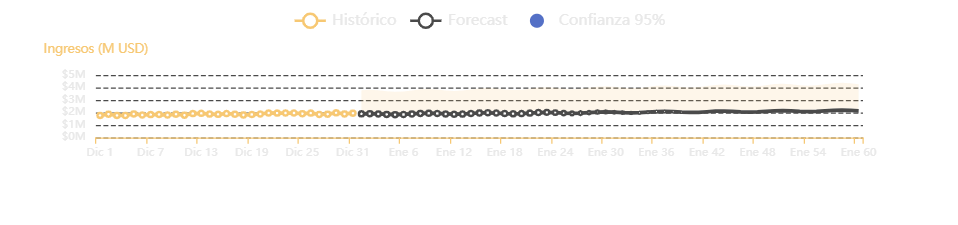 Histórico Forecast Confianza 95%
Ingresos (M USD)
$5M
$4M
$3M
$2M
$1M
$0M
Dic 1 Dic 7 Dic 13 Dic 19 Dic 25 Dic 31 Ene 6 Ene 12 Ene 18 Ene 24 Ene 30 Ene 36 Ene 42 Ene 48 Ene 54 Ene 60